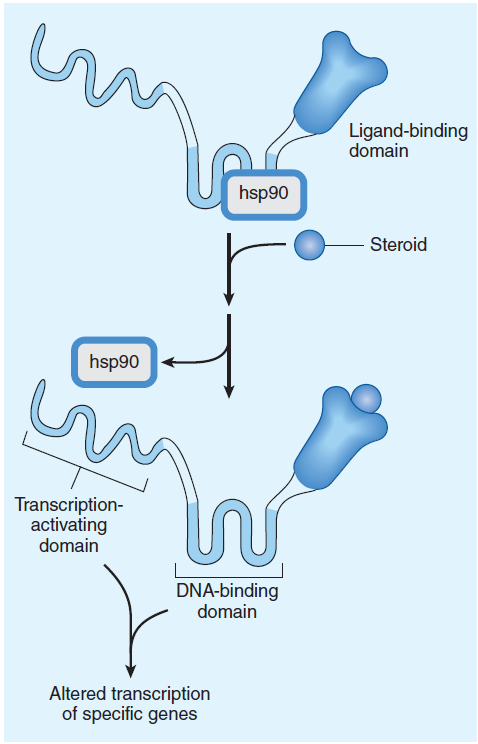 Ligand-binding
domain
hsp90
Steroid
hsp90
Transcription-
activating
domain
DNA-binding
domain
Altered transcription
of specific genes